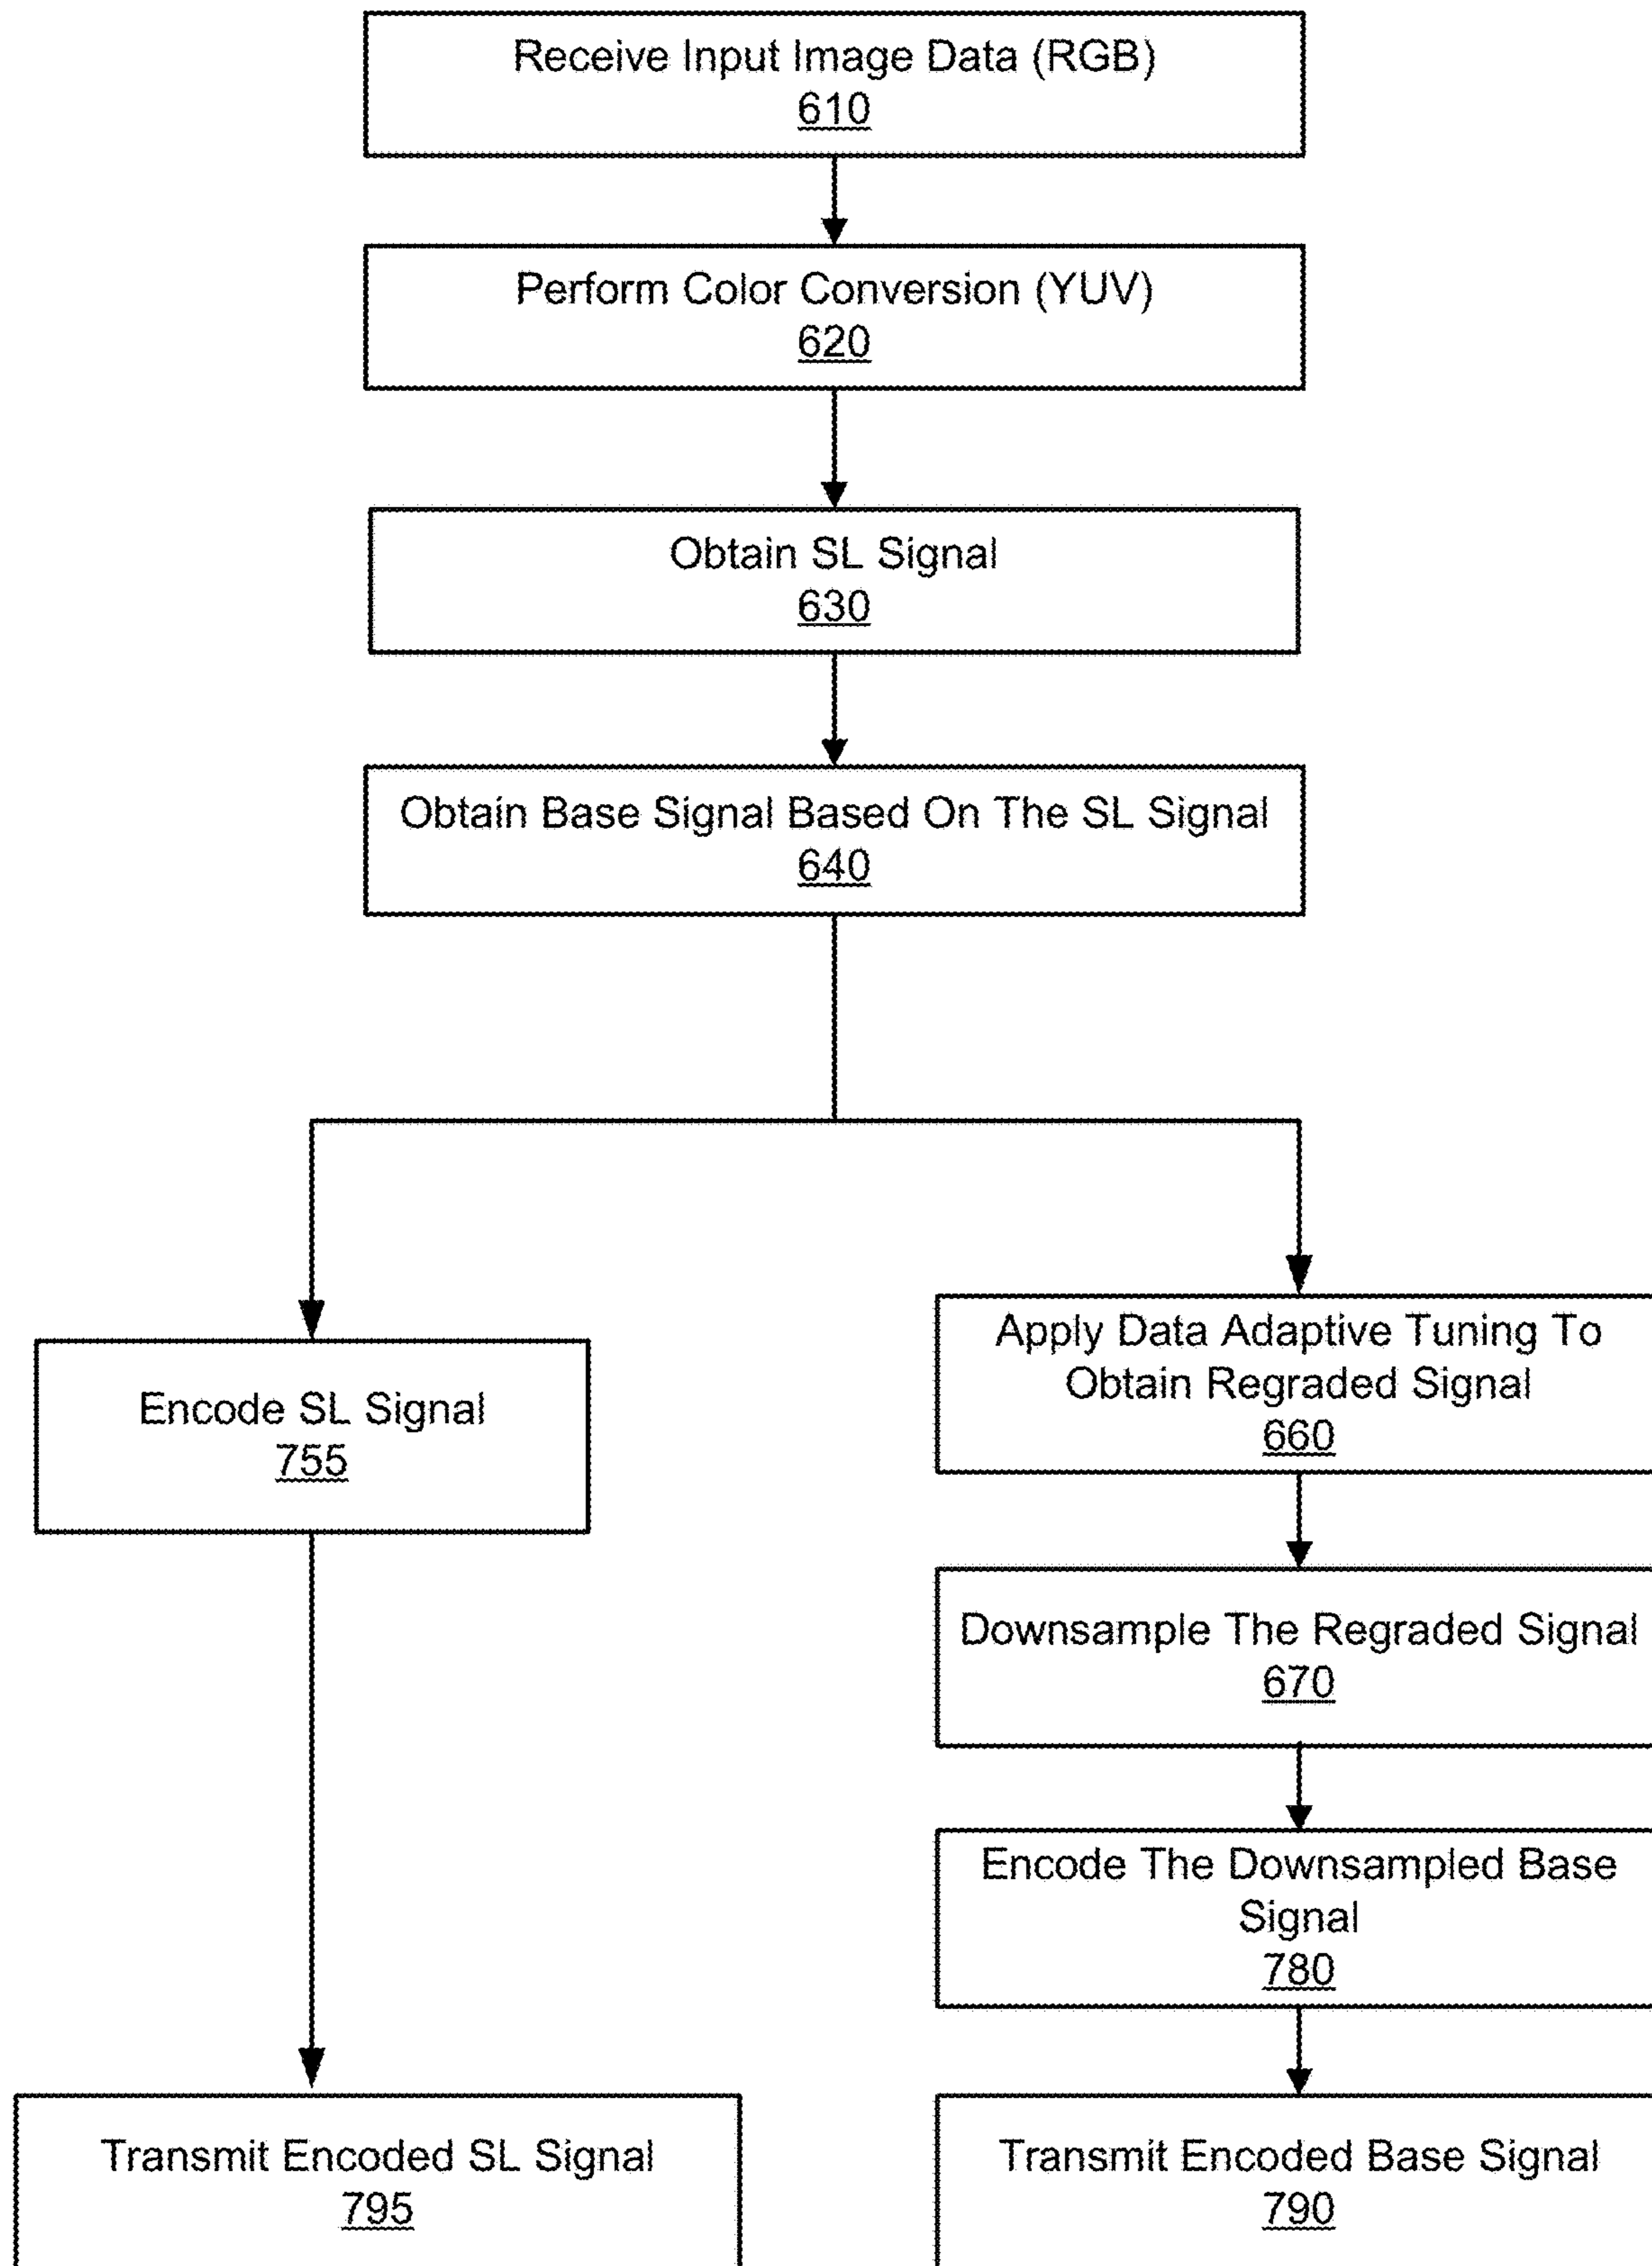 Receive Input Image Data (RGB)
610
Perform Color Conversion (YUV)
620
Obtain SL Signal
630
Obtain Base Signal Based On The SL Signal
640
Encode SL Signal
755
Transmit Encoded SL Signal
795
Apply Data Adaptive Tuning To
Obtain Regraded Signal
660
Downsample The Regraded Signal
670
Encode The Downsampled Base
Signal
780
Transmit Encoded Base Signal
790